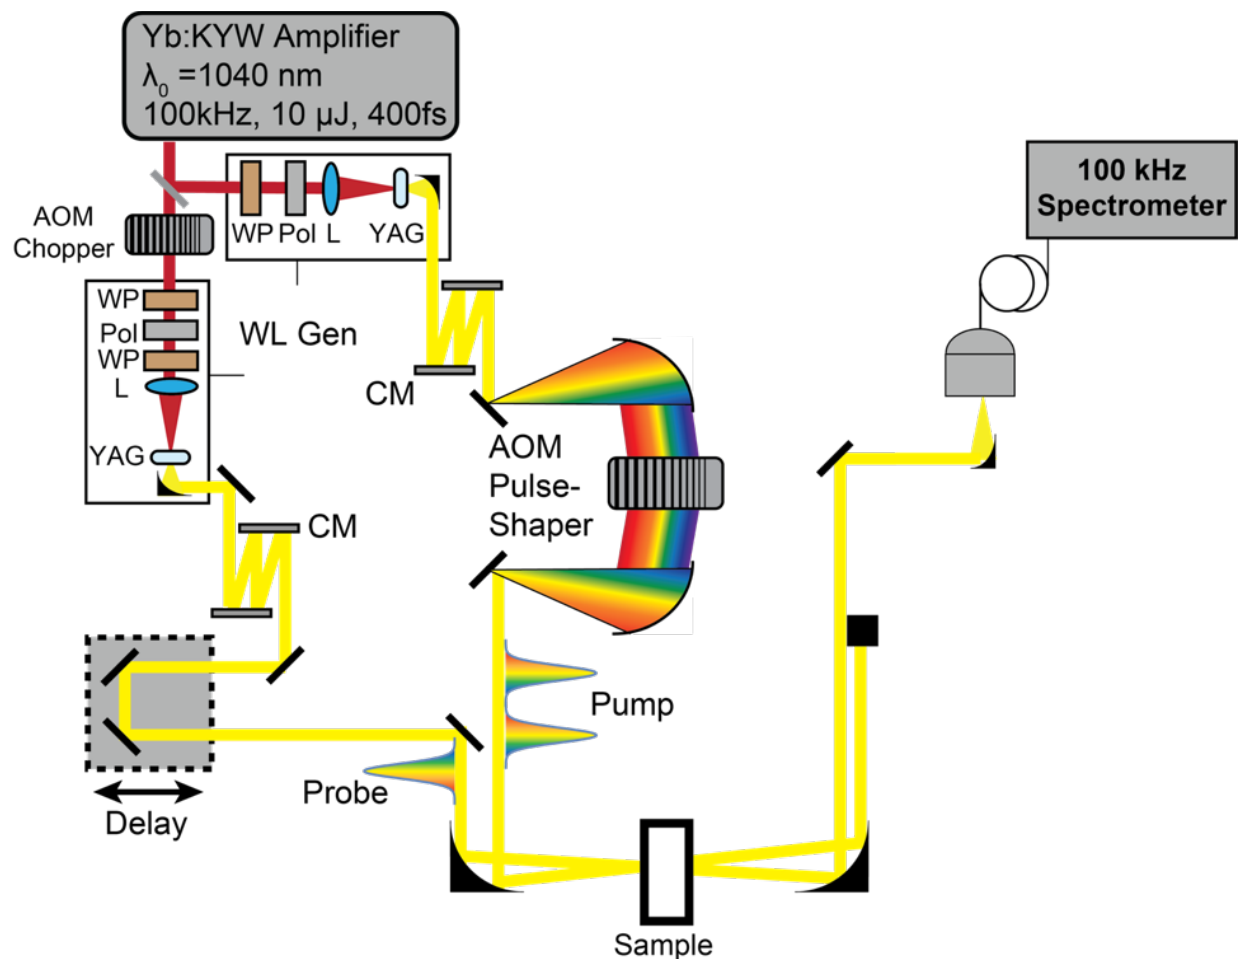 Yb:KYW Amplifier
λ₀ =1040 nm
100kHz, 10 µJ, 400fs
100 kHz
Spectrometer
AOM
Chopper
WP Pol L YAG
WP
Pol
WP
L
YAG
WL Gen
CM
AOM
Pulse-
Shaper
CM
Pump
Probe
Delay
Sample